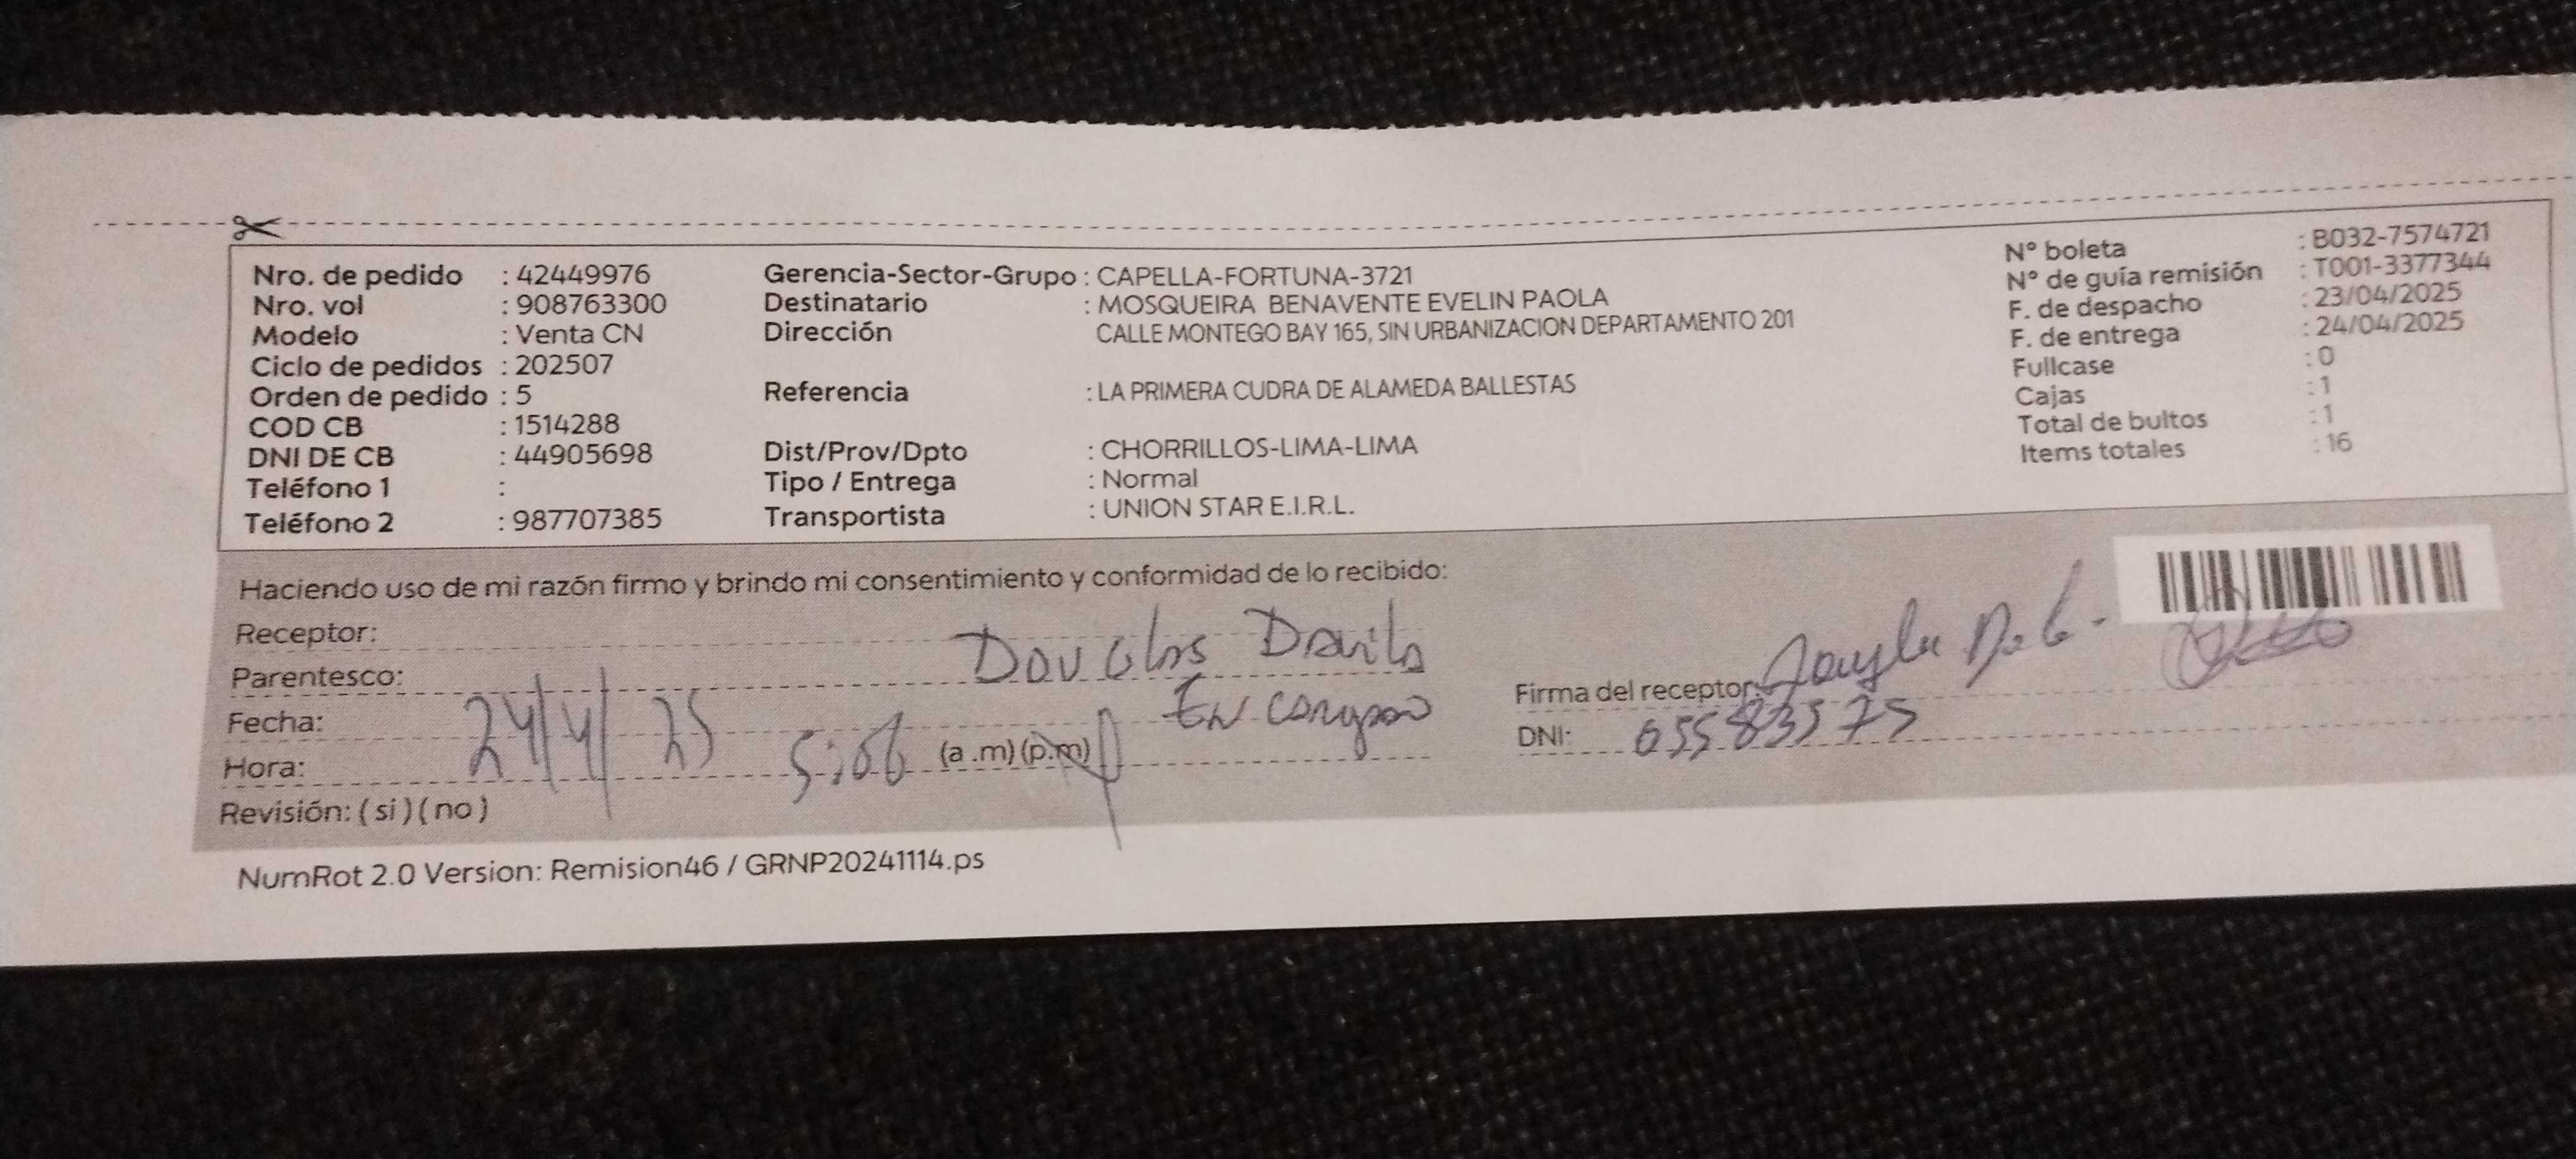 Nro. de pedido : 42449976
Nro. vol : 908763300
Modelo : Venta CN
Ciclo de pedidos : 202507
Orden de pedido : 5
COD CB : 1514288
DNI DE CB : 44905698
Teléfono 1 :
Teléfono 2 : 987707385
Gerencia-Sector-Grupo : CAPELLA-FORTUNA-3721
Destinatario : MOSQUEIRA BENAVENTE EVELIN PAOLA
Dirección CALLE MONTEGO BAY 165, SIN URBANIZACION DEPARTAMENTO 201
Referencia : LA PRIMERA CUDRA DE ALAMEDA BALLESTAS
Dist/Prov/Dpto : CHORRILLOS-LIMA-LIMA
Tipo / Entrega : Normal
Transportista : UNION STAR E.I.R.L.
N° boleta : B032-7574721
N° de guía remisión : T001-3377344
F. de despacho : 23/04/2025
F. de entrega : 24/04/2025
Fullcase : 0
Cajas : 1
Total de bultos : 1
Items totales : 16
Haciendo uso de mi razón firmo y brindo mi consentimiento y conformidad de lo recibido:
Receptor: Douglas Davila
Parentesco: Encargado
Fecha: 24/4/25
Hora: 5:06 (a.m)(p.m)
Revisión: ( si ) ( no )
Firma del receptor:
DNI: 05583575
NumRot 2.0 Version: Remision46 / GRNP20241114.ps